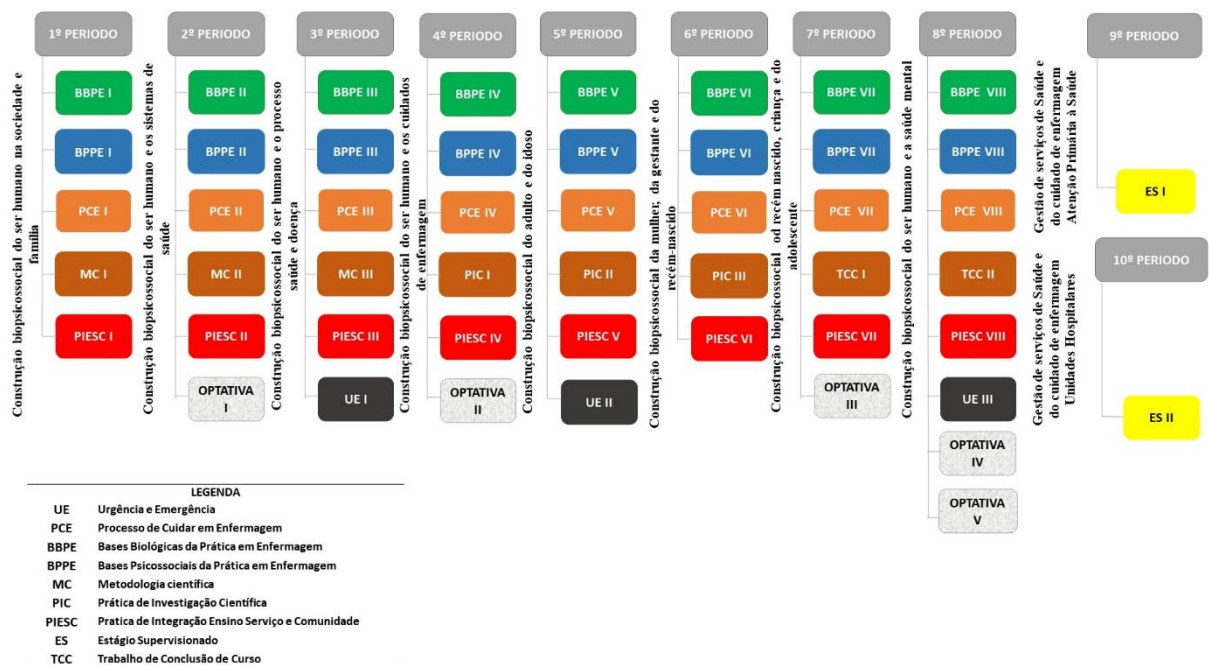 1º PERIODO
Construção biopsicossocial do ser humano na sociedade e
família
BBPE I
BPPE I
PCE I
MC I
PIESC I
2º PERIODO
Construção biopsicossocial do ser humano e os sistemas de
saúde
BBPE II
BPPE II
PCE II
MC II
PIESC II
OPTATIVA
I
3º PERIODO
Construção biopsicossocial do ser humano e o processo
saúde e doença
BBPE III
BPPE III
PCE III
MC III
PIESC III
UE I
4º PERIODO
Construção biopsicossocial do ser humano e os cuidados
de enfermagem
BBPE IV
BPPE IV
PCE IV
PIC I
PIESC IV
OPTATIVA
II
5º PERIODO
Construção biopsicossocial do adulto e do idoso
BBPE V
BPPE V
PCE V
PIC II
PIESC V
UE II
6º PERIODO
Construção biopsicossocial da mulher, da gestante e do
recém-nascido
BBPE VI
BPPE VI
PCE VI
PIC III
PIESC VI
7º PERIODO
Construção biopsicossocial od recém nascido, criança e do
adolescente
BBPE VII
BPPE VII
PCE VII
TCC I
PIESC VII
OPTATIVA
III
8º PERIODO
Construção biopsicossocial do ser humano e a saúde mental
BBPE VIII
BPPE VIII
PCE VIII
TCC II
PIESC VIII
UE III
OPTATIVA
IV
OPTATIVA
V
9º PERIODO
Gestão de serviços de Saúde e
do cuidado de enfermagem
Atenção Primária à Saúde
ES I
10º PERIODO
Gestão de serviços de Saúde e
do cuidado de enfermagem
Unidades Hospitalares
ES II
LEGENDA
UE Urgência e Emergência
PCE Processo de Cuidar em Enfermagem
BBPE Bases Biológicas da Prática em Enfermagem
BPPE Bases Psicossociais da Prática em Enfermagem
MC Metodologia científica
PIC Prática de Investigação Científica
PIESC Pratica de Integração Ensino Serviço e Comunidade
ES Estágio Supervisionado
TCC Trabalho de Conclusão de Curso